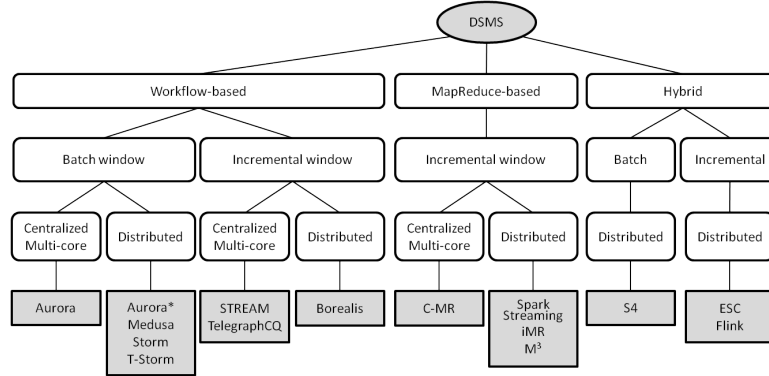 DSMS
Workflow-based
MapReduce-based
Hybrid
Batch window
Incremental window
Incremental window
Batch
Incremental
Centralized
Multi-core
Distributed
Centralized
Multi-core
Distributed
Centralized
Multi-core
Distributed
Distributed
Distributed
Aurora
Aurora*
Medusa
Storm
T-Storm
STREAM
TelegraphCQ
Borealis
C-MR
Spark
Streaming
iMR
M³
S4
ESC
Flink